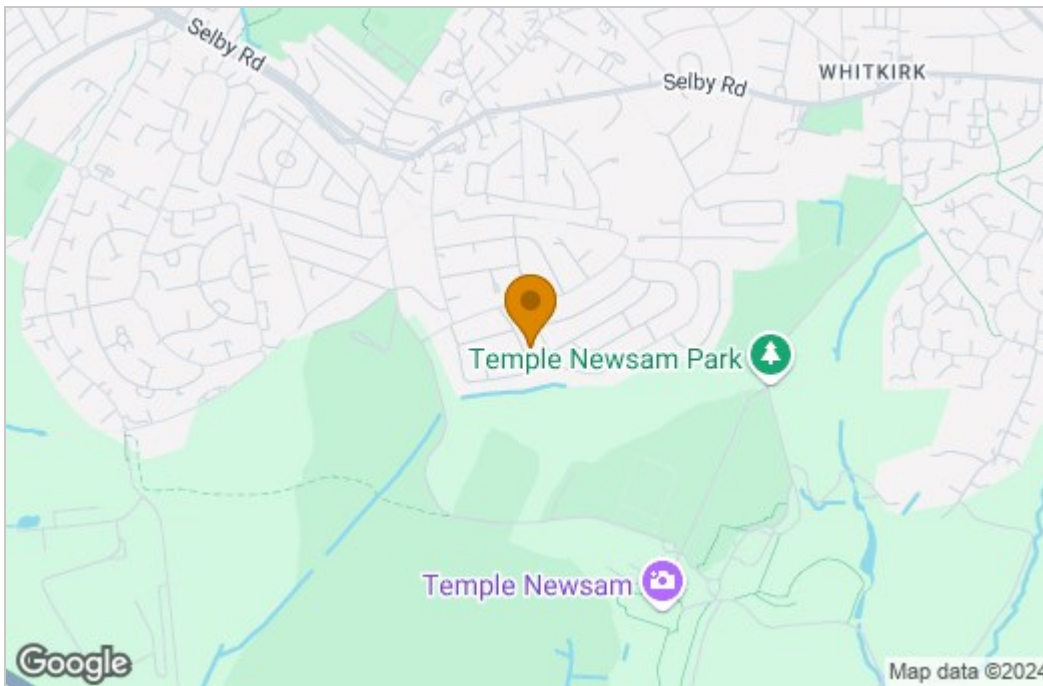 Selby Rd
Selby Rd
WHITKIRK
Temple Newsam Park
Temple Newsam
Google
Map data ©2024